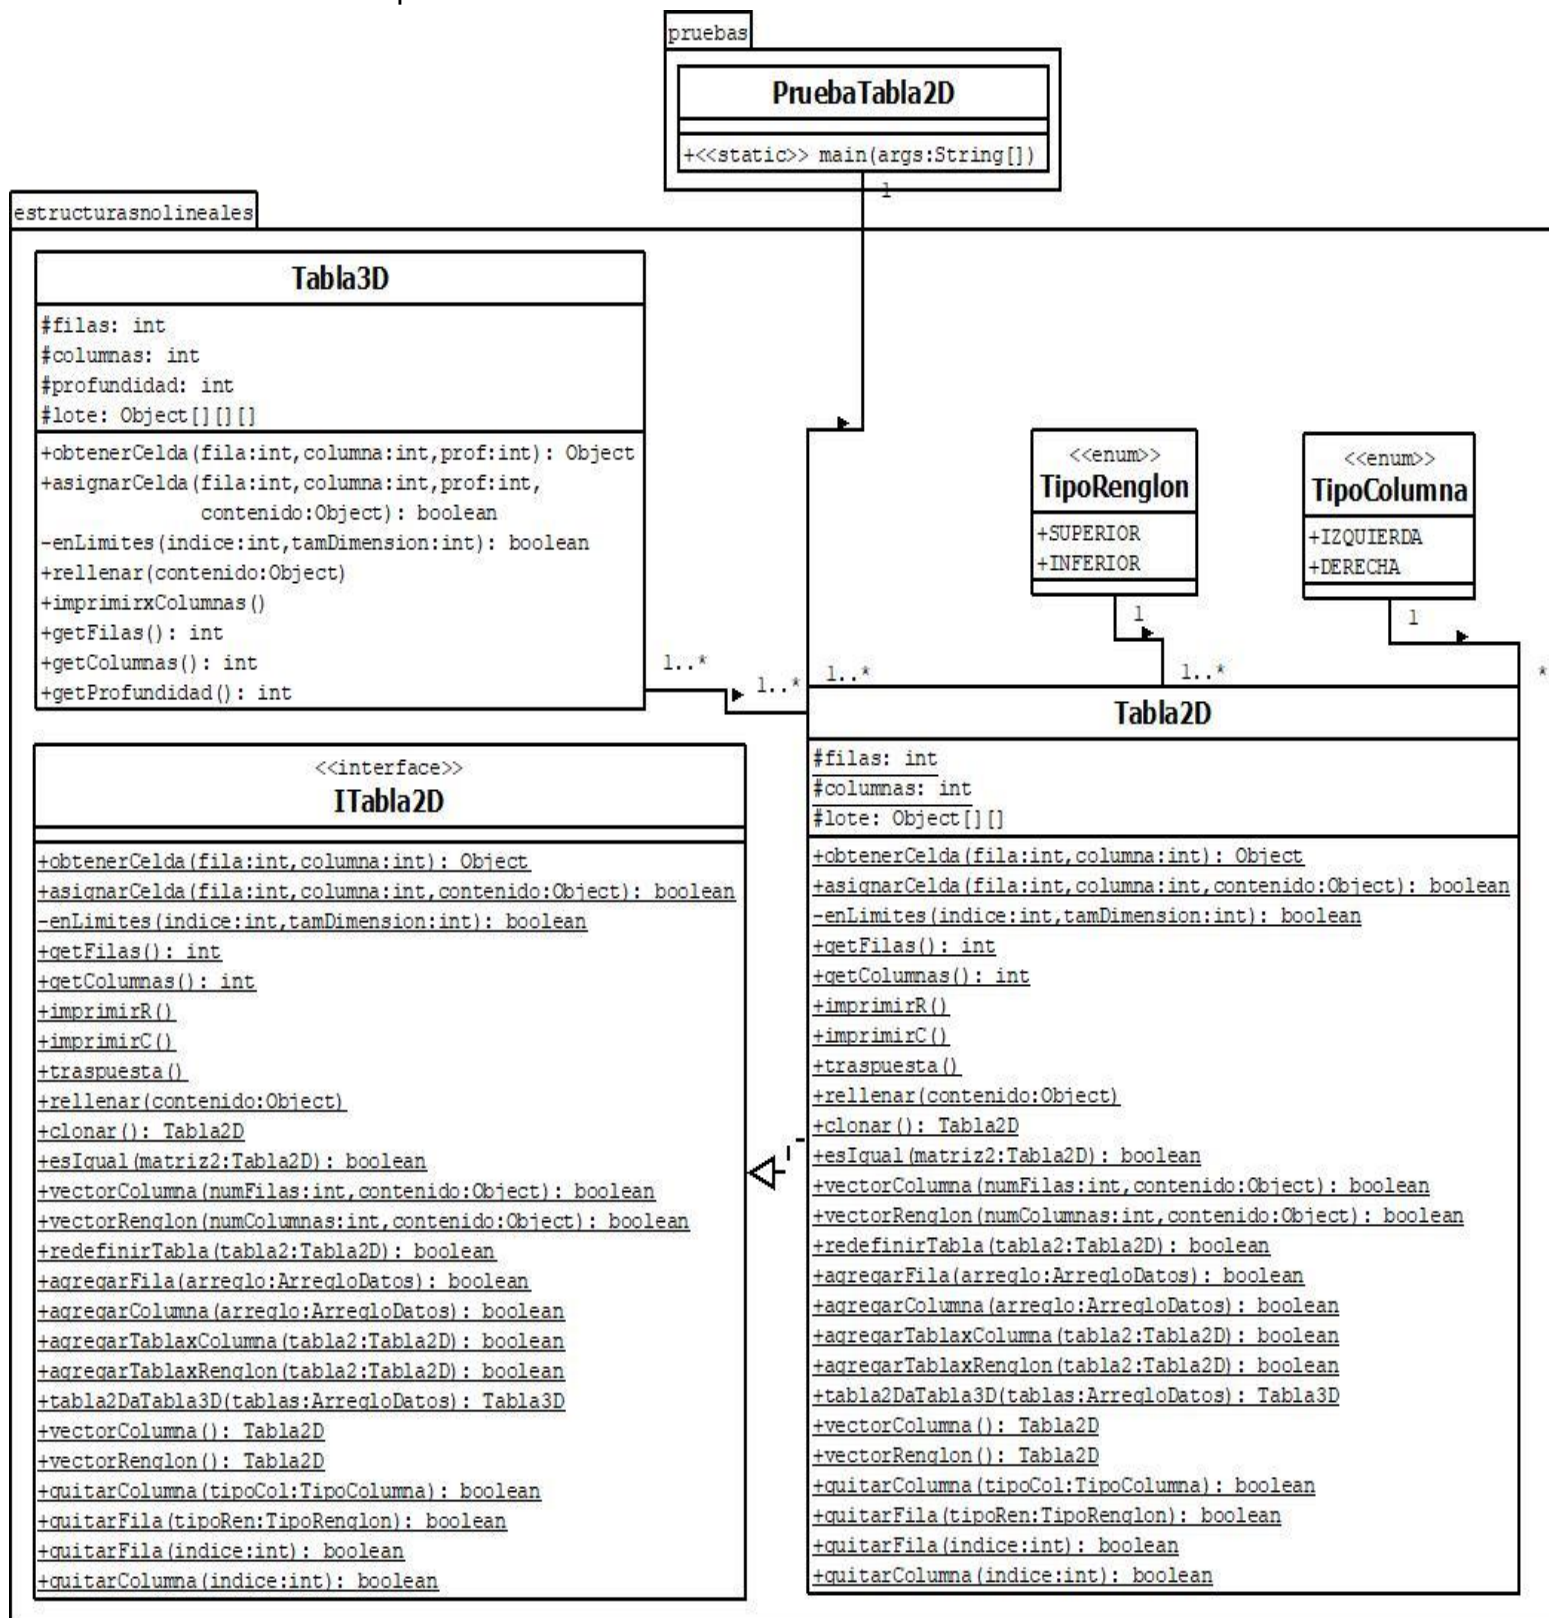 pruebas
PruebaTabla2D
+<<static>> main(args:String[])
1
estructurasnolineales
Tabla3D
#filas: int
#columnas: int
#profundidad: int
#lote: Object[][][]
+obtenerCelda(fila:int,columna:int,prof:int): Object
+asignarCelda(fila:int,columna:int,prof:int,
contenido:Object): boolean
-enLimites(indice:int,tamDimension:int): boolean
+rellenar(contenido:Object)
+imprimirxColumnas()
+getFilas(): int
+getColumnas(): int
+getProfundidad(): int
<<enum>>
TipoRenglon
+SUPERIOR
+INFERIOR
<<enum>>
TipoColumna
+IZQUIERDA
+DERECHA
1
1
1..*
1..*
1..*
1..*
*
<<interface>>
ITabla2D
+obtenerCelda(fila:int,columna:int): Object
+asignarCelda(fila:int,columna:int,contenido:Object): boolean
-enLimites(indice:int,tamDimension:int): boolean
+getFilas(): int
+getColumnas(): int
+imprimirR()
+imprimirC()
+traspuesta()
+rellenar(contenido:Object)
+clonar(): Tabla2D
+esIgual(matriz2:Tabla2D): boolean
+vectorColumna(numFilas:int,contenido:Object): boolean
+vectorRenglon(numColumnas:int,contenido:Object): boolean
+redefinirTabla(tabla2:Tabla2D): boolean
+agregarFila(arreglo:ArregloDatos): boolean
+agregarColumna(arreglo:ArregloDatos): boolean
+agregarTablaxColumna(tabla2:Tabla2D): boolean
+agregarTablaxRenglon(tabla2:Tabla2D): boolean
+tabla2DaTabla3D(tablas:ArregloDatos): Tabla3D
+vectorColumna(): Tabla2D
+vectorRenglon(): Tabla2D
+quitarColumna(tipoCol:TipoColumna): boolean
+quitarFila(tipoRen:TipoRenglon): boolean
+quitarFila(indice:int): boolean
+quitarColumna(indice:int): boolean
Tabla2D
#filas: int
#columnas: int
#lote: Object[][]
+obtenerCelda(fila:int,columna:int): Object
+asignarCelda(fila:int,columna:int,contenido:Object): boolean
-enLimites(indice:int,tamDimension:int): boolean
+getFilas(): int
+getColumnas(): int
+imprimirR()
+imprimirC()
+traspuesta()
+rellenar(contenido:Object)
+clonar(): Tabla2D
+esIgual(matriz2:Tabla2D): boolean
+vectorColumna(numFilas:int,contenido:Object): boolean
+vectorRenglon(numColumnas:int,contenido:Object): boolean
+redefinirTabla(tabla2:Tabla2D): boolean
+agregarFila(arreglo:ArregloDatos): boolean
+agregarColumna(arreglo:ArregloDatos): boolean
+agregarTablaxColumna(tabla2:Tabla2D): boolean
+agregarTablaxRenglon(tabla2:Tabla2D): boolean
+tabla2DaTabla3D(tablas:ArregloDatos): Tabla3D
+vectorColumna(): Tabla2D
+vectorRenglon(): Tabla2D
+quitarColumna(tipoCol:TipoColumna): boolean
+quitarFila(tipoRen:TipoRenglon): boolean
+quitarFila(indice:int): boolean
+quitarColumna(indice:int): boolean